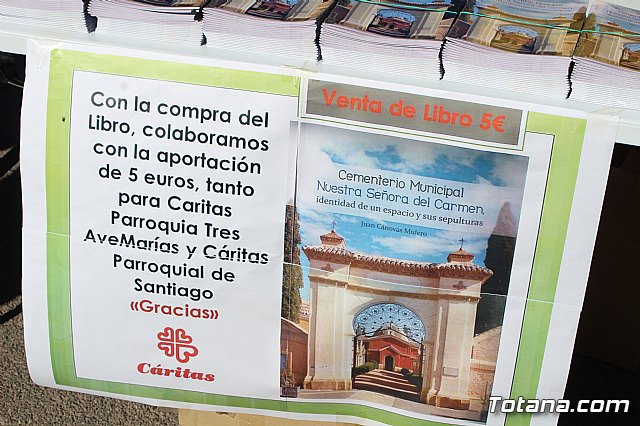 Con la compra del
Libro, colaboramos
con la aportación
de 5 euros, tanto
para Caritas
Parroquia Tres
AveMarías y Cáritas
Parroquial de
Santiago
«Gracias»
Cáritas
Venta de Libro 5€
Cementerio Municipal
Nuestra Señora del Carmen,
identidad de un espacio y sus sepulturas
Juan Cánovas Mulero
Totana.com